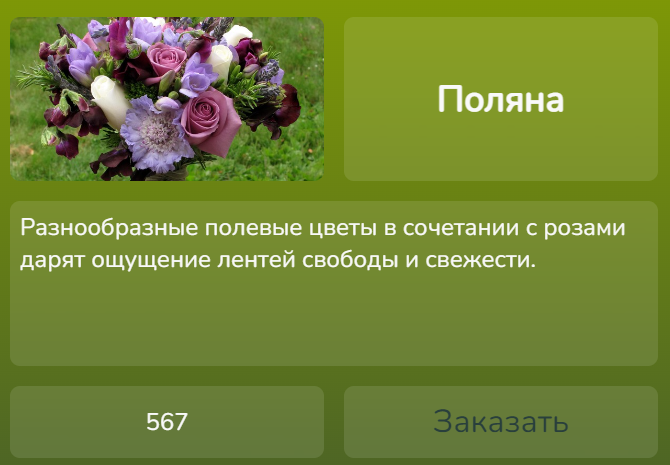 Поляна
Разнообразные полевые цветы в сочетании с розами
дарят ощущение лентей свободы и свежести.
567
Заказать